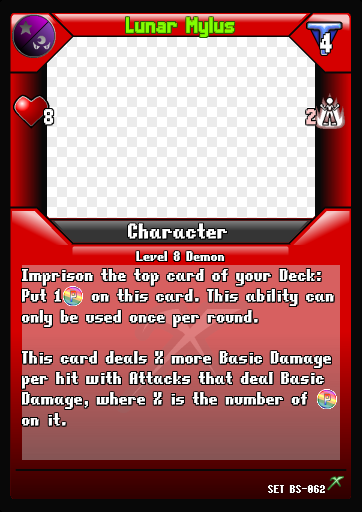 Lunar Mylus
4
8
2
Character
Level 8 Demon
Imprison the top card of your Deck:
Put 1 P on this card. This ability can
only be used once per round.
This card deals X more Basic Damage
per hit with Attacks that deal Basic
Damage, where X is the number of P
on it.
SET BS-062